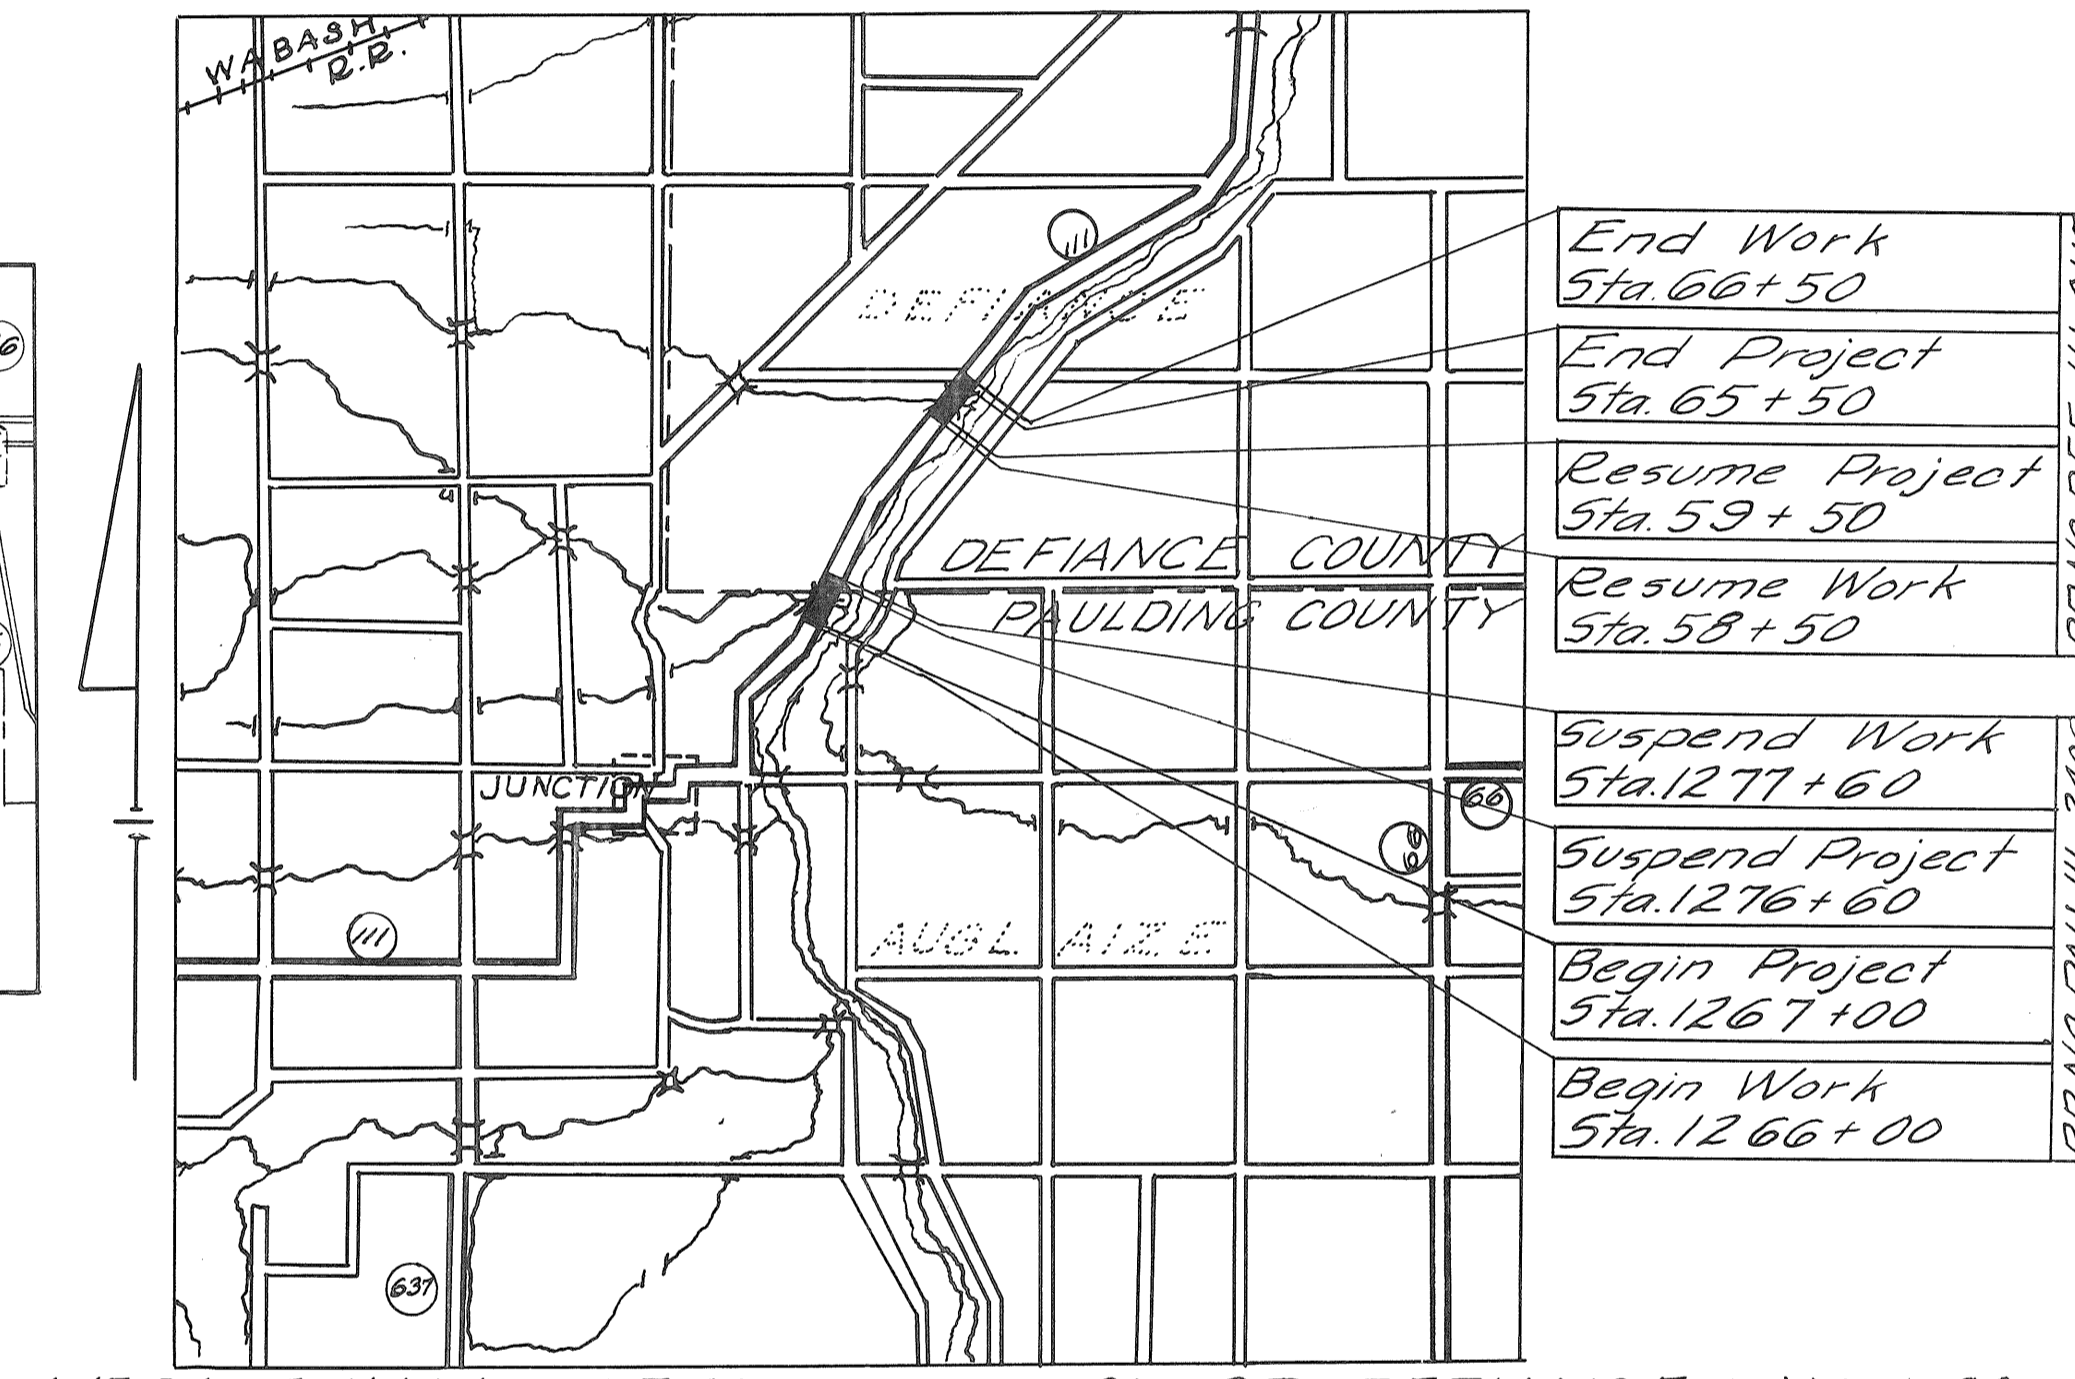 WABASH
R.R.
111
DEFIANCE
DEFIANCE COUNTY
PAULDING COUNTY
JUNCTION
66
66
111
AUGLAIZE
637
End Work
Sta. 66+50
End Project
Sta. 65+50
Resume Project
Sta. 59+50
Resume Work
Sta. 58+50
Suspend Work
Sta. 1277+60
Suspend Project
Sta. 1276+60
Begin Project
Sta. 1267+00
Begin Work
Sta. 1266+00